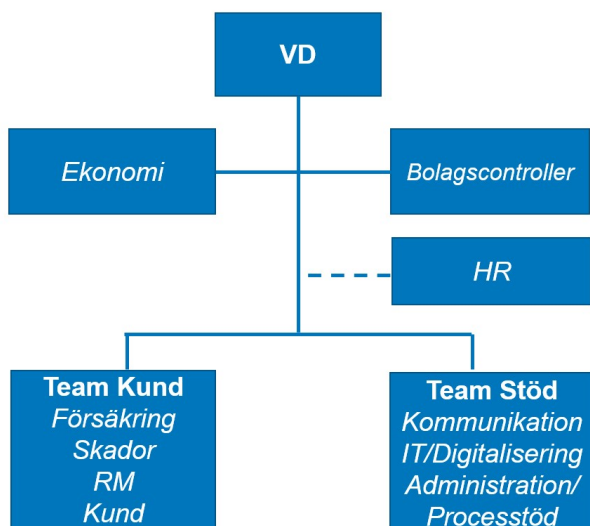 VD
Ekonomi
Bolagscontroller
HR
Team Kund
Försäkring
Skador
RM
Kund
Team Stöd
Kommunikation
IT/Digitalisering
Administration/
Processtöd